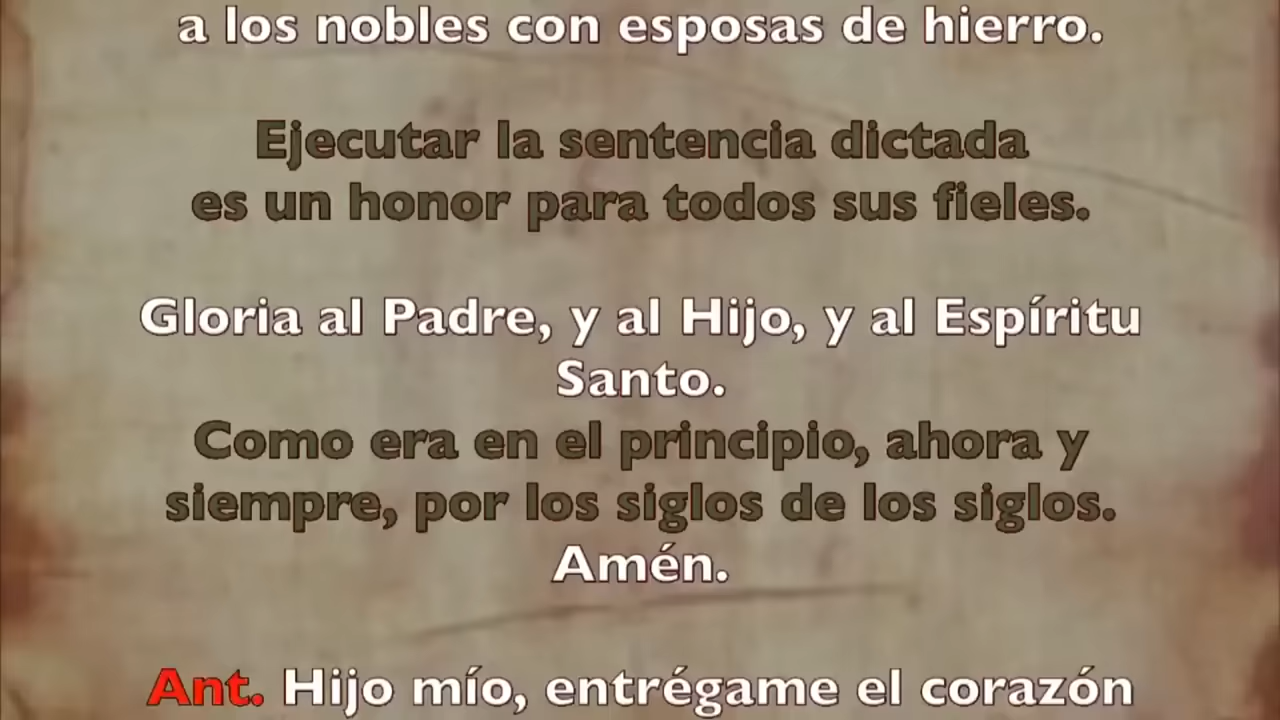 a los nobles con esposas de hierro.
Ejecutar la sentencia dictada
es un honor para todos sus fieles.
Gloria al Padre, y al Hijo, y al Espíritu
Santo.
Como era en el principio, ahora y
siempre, por los siglos de los siglos.
Amén.
Ant. Hijo mío, entrégame el corazón